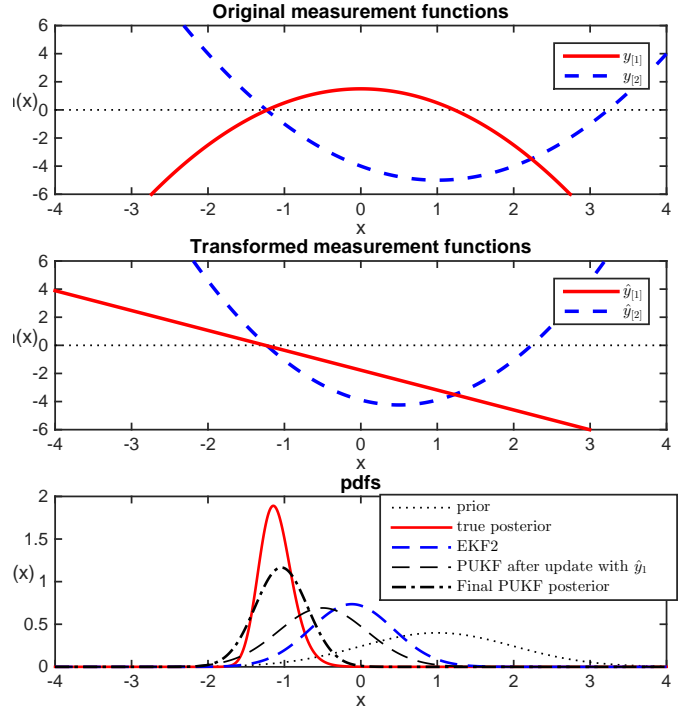 Original measurement functions
6
4
2
0
-2
-4
-6
h(x)
y[1]
y[2]
-4 -3 -2 -1 0 1 2 3 4
x
Transformed measurement functions
6
4
2
0
-2
-4
-6
h(x)
ŷ[1]
ŷ[2]
-4 -3 -2 -1 0 1 2 3 4
x
pdfs
2
1.5
1
0.5
0
(x)
prior
true posterior
EKF2
PUKF after update with ŷ1
Final PUKF posterior
-4 -3 -2 -1 0 1 2 3 4
x